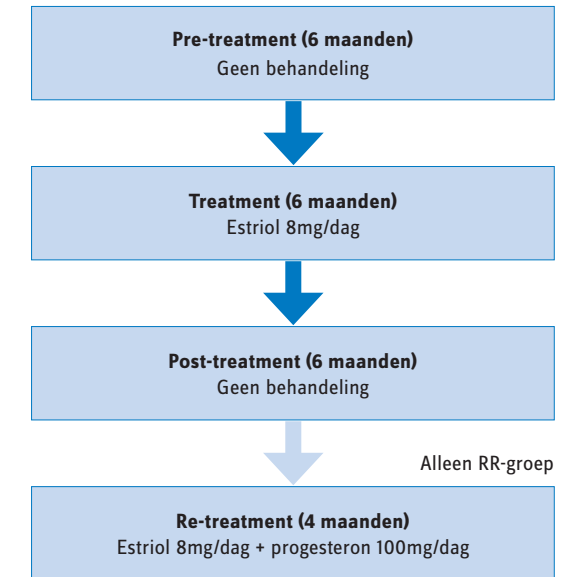 Pre-treatment (6 maanden)
Geen behandeling
Treatment (6 maanden)
Estriol 8mg/dag
Post-treatment (6 maanden)
Geen behandeling
Alleen RR-groep
Re-treatment (4 maanden)
Estriol 8mg/dag + progesteron 100mg/dag